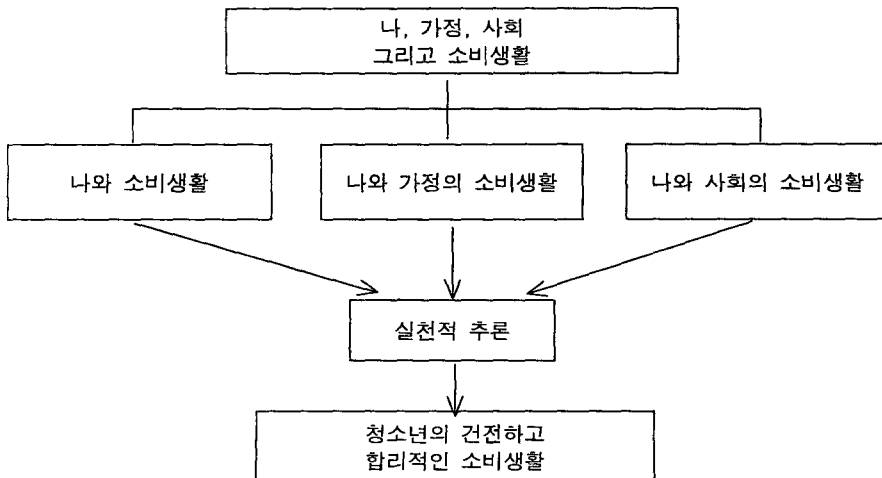 나, 가정, 사회
그리고 소비생활
나와 소비생활
나와 가정의 소비생활
나와 사회의 소비생활
실천적 추론
청소년의 건전하고
합리적인 소비생활